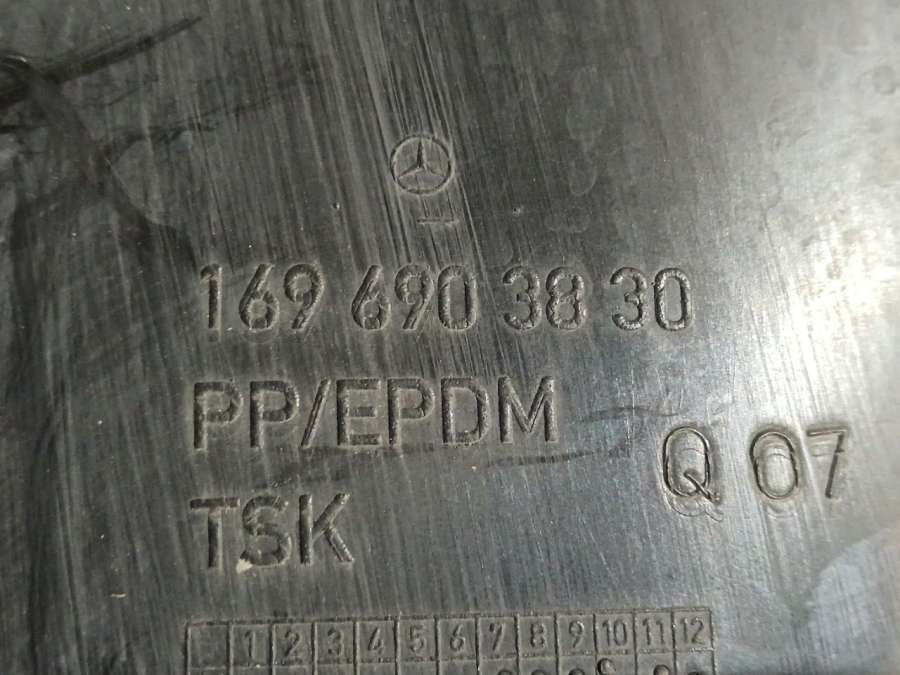 169 690 38 30
PP/EPDM
Q 07
TSK
1 2 3 4 5 6 7 8 9 10 11 12